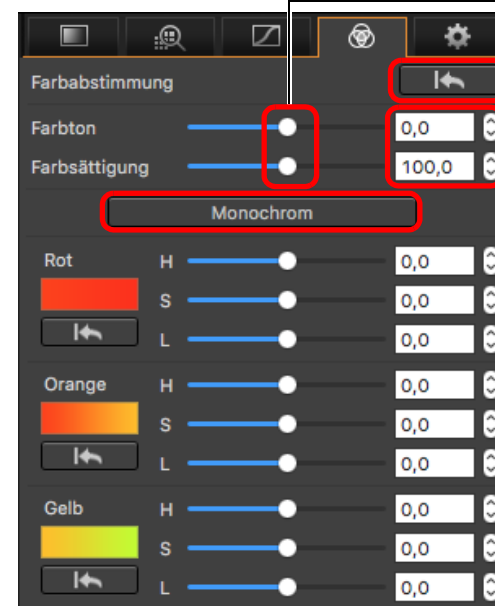 Farbabstimmung
Farbton 0,0
Farbsättigung 100,0
Monochrom
Rot H 0,0
S 0,0
L 0,0
Orange H 0,0
S 0,0
L 0,0
Gelb H 0,0
S 0,0
L 0,0